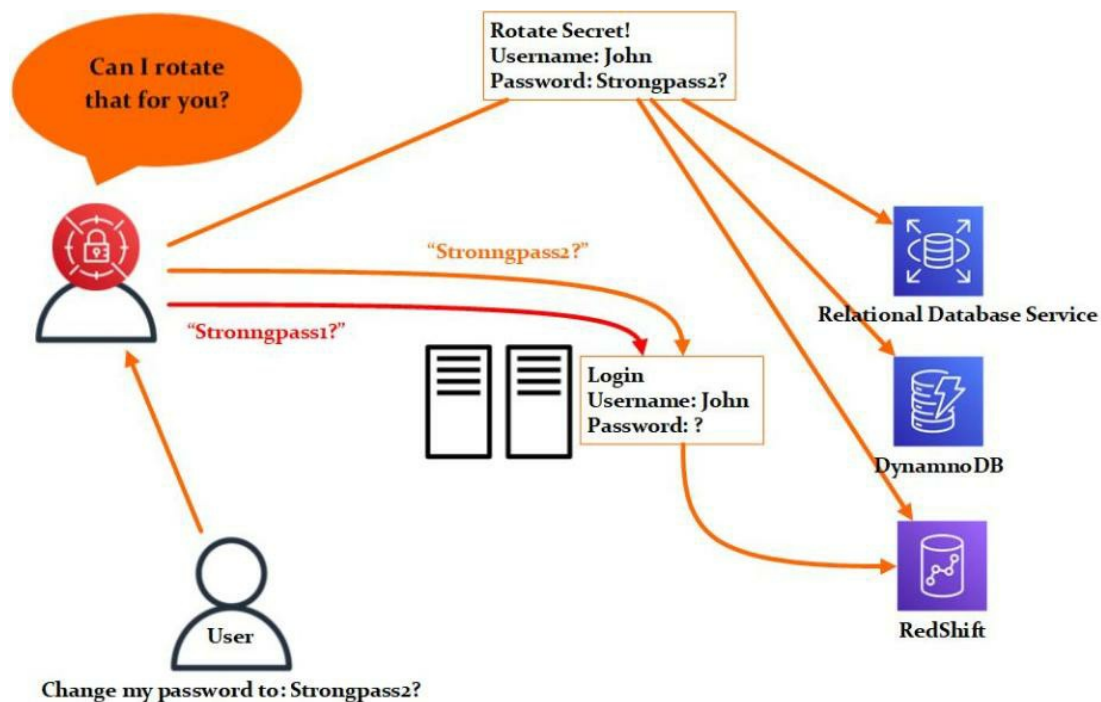 Can I rotate
that for you?
Rotate Secret!
Username: John
Password: Strongpass2?
"Stronngpass2?"
"Stronngpass1?"
Login
Username: John
Password: ?
Relational Database Service
DynamnoDB
RedShift
User
Change my password to: Strongpass2?